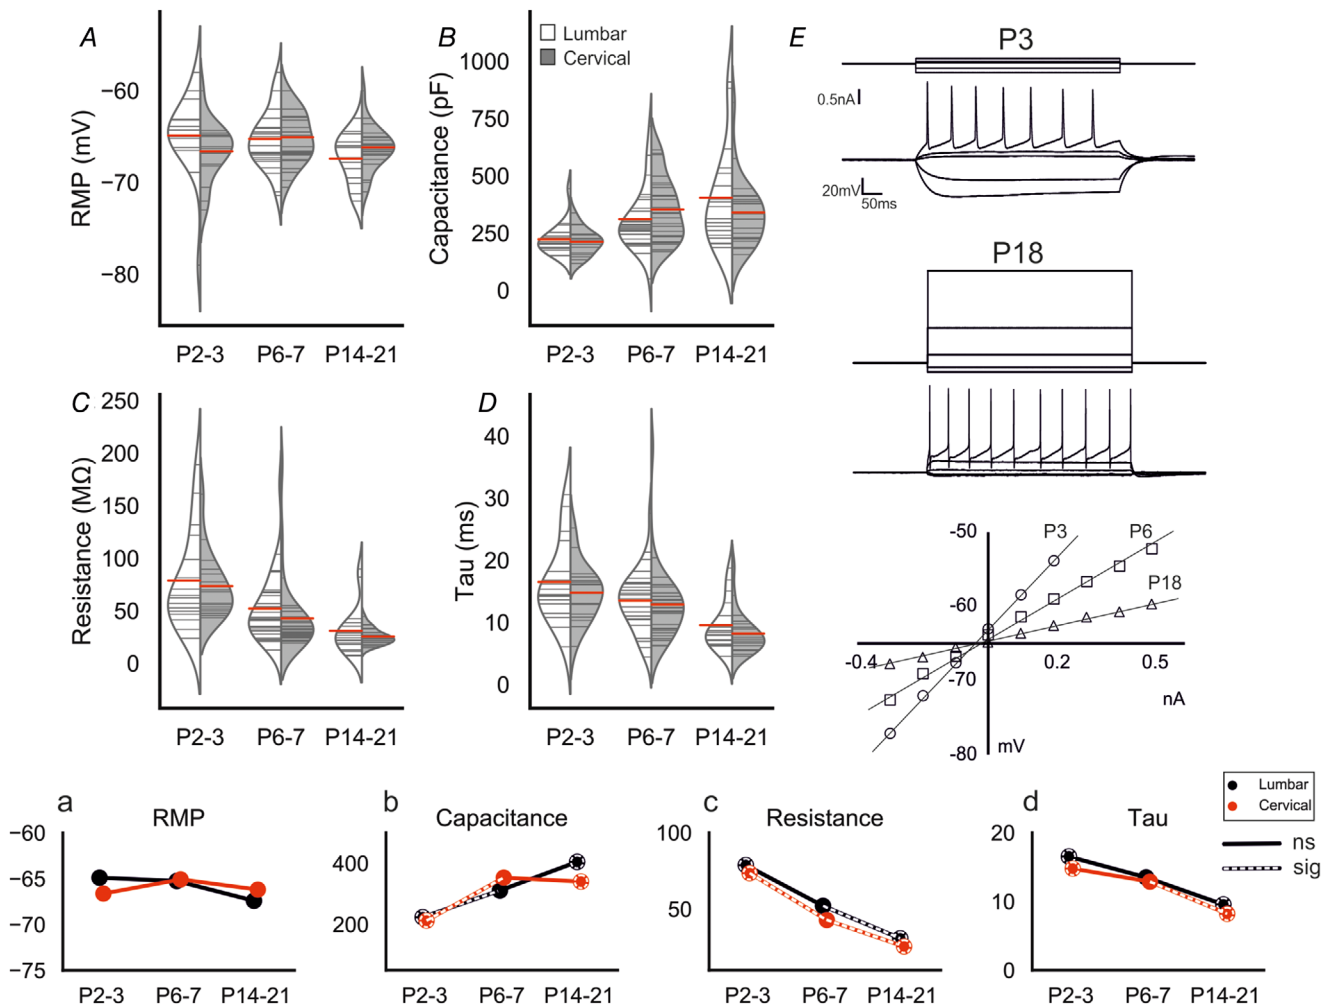 A
RMP (mV)
−60
−70
−80
P2-3
P6-7
P14-21
B
Lumbar
Cervical
Capacitance (pF)
1000
750
500
250
0
P2-3
P6-7
P14-21
C
Resistance (MΩ)
250
200
150
100
50
0
P2-3
P6-7
P14-21
D
Tau (ms)
40
30
20
10
0
P2-3
P6-7
P14-21
E
P3
0.5nA
20mV
50ms
P18
-50
P3
P6
P18
-60
-0.4
0.2
0.5
-70
nA
-80
mV
a
RMP
−60
−65
−70
−75
P2-3
P6-7
P14-21
b
Capacitance
400
200
P2-3
P6-7
P14-21
c
Resistance
100
50
P2-3
P6-7
P14-21
d
Tau
20
10
0
P2-3
P6-7
P14-21
Lumbar
Cervical
ns
sig